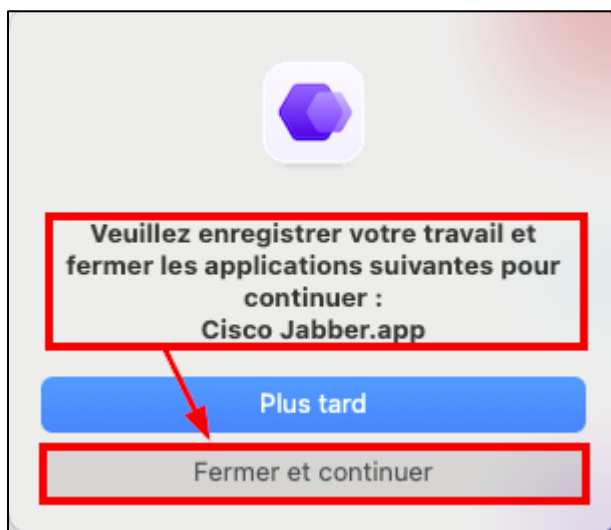 Veuillez enregistrer votre travail et
fermer les applications suivantes pour
continuer :
Cisco Jabber.app
Plus tard
Fermer et continuer